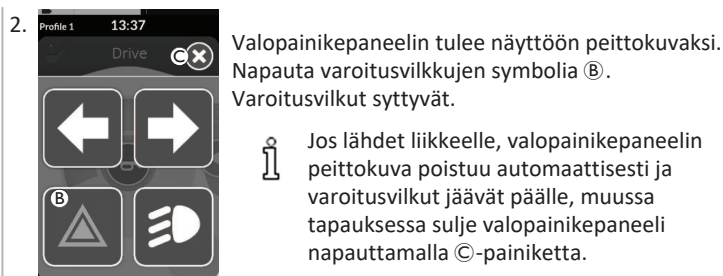 2.
Profile 1 13:37
Drive Ⓒ
Ⓑ
Valopainikepaneelin tulee näyttöön peittokuvaksi.
Napauta varoitusvilkkujen symbolia Ⓑ.
Varoitusvilkut syttyvät.
Jos lähdet liikkeelle, valopainikepaneelin
peittokuva poistuu automaattisesti ja
varoitusvilkut jäävät päälle, muussa
tapauksessa sulje valopainikepaneeli
napauttamalla Ⓒ-painiketta.